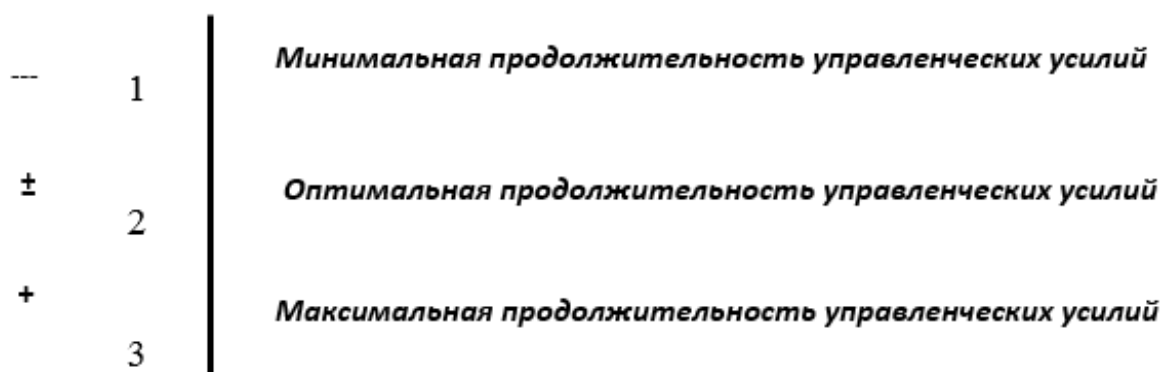 --- 1 Минимальная продолжительность управленческих усилий
± 2 Оптимальная продолжительность управленческих усилий
+ 3 Максимальная продолжительность управленческих усилий